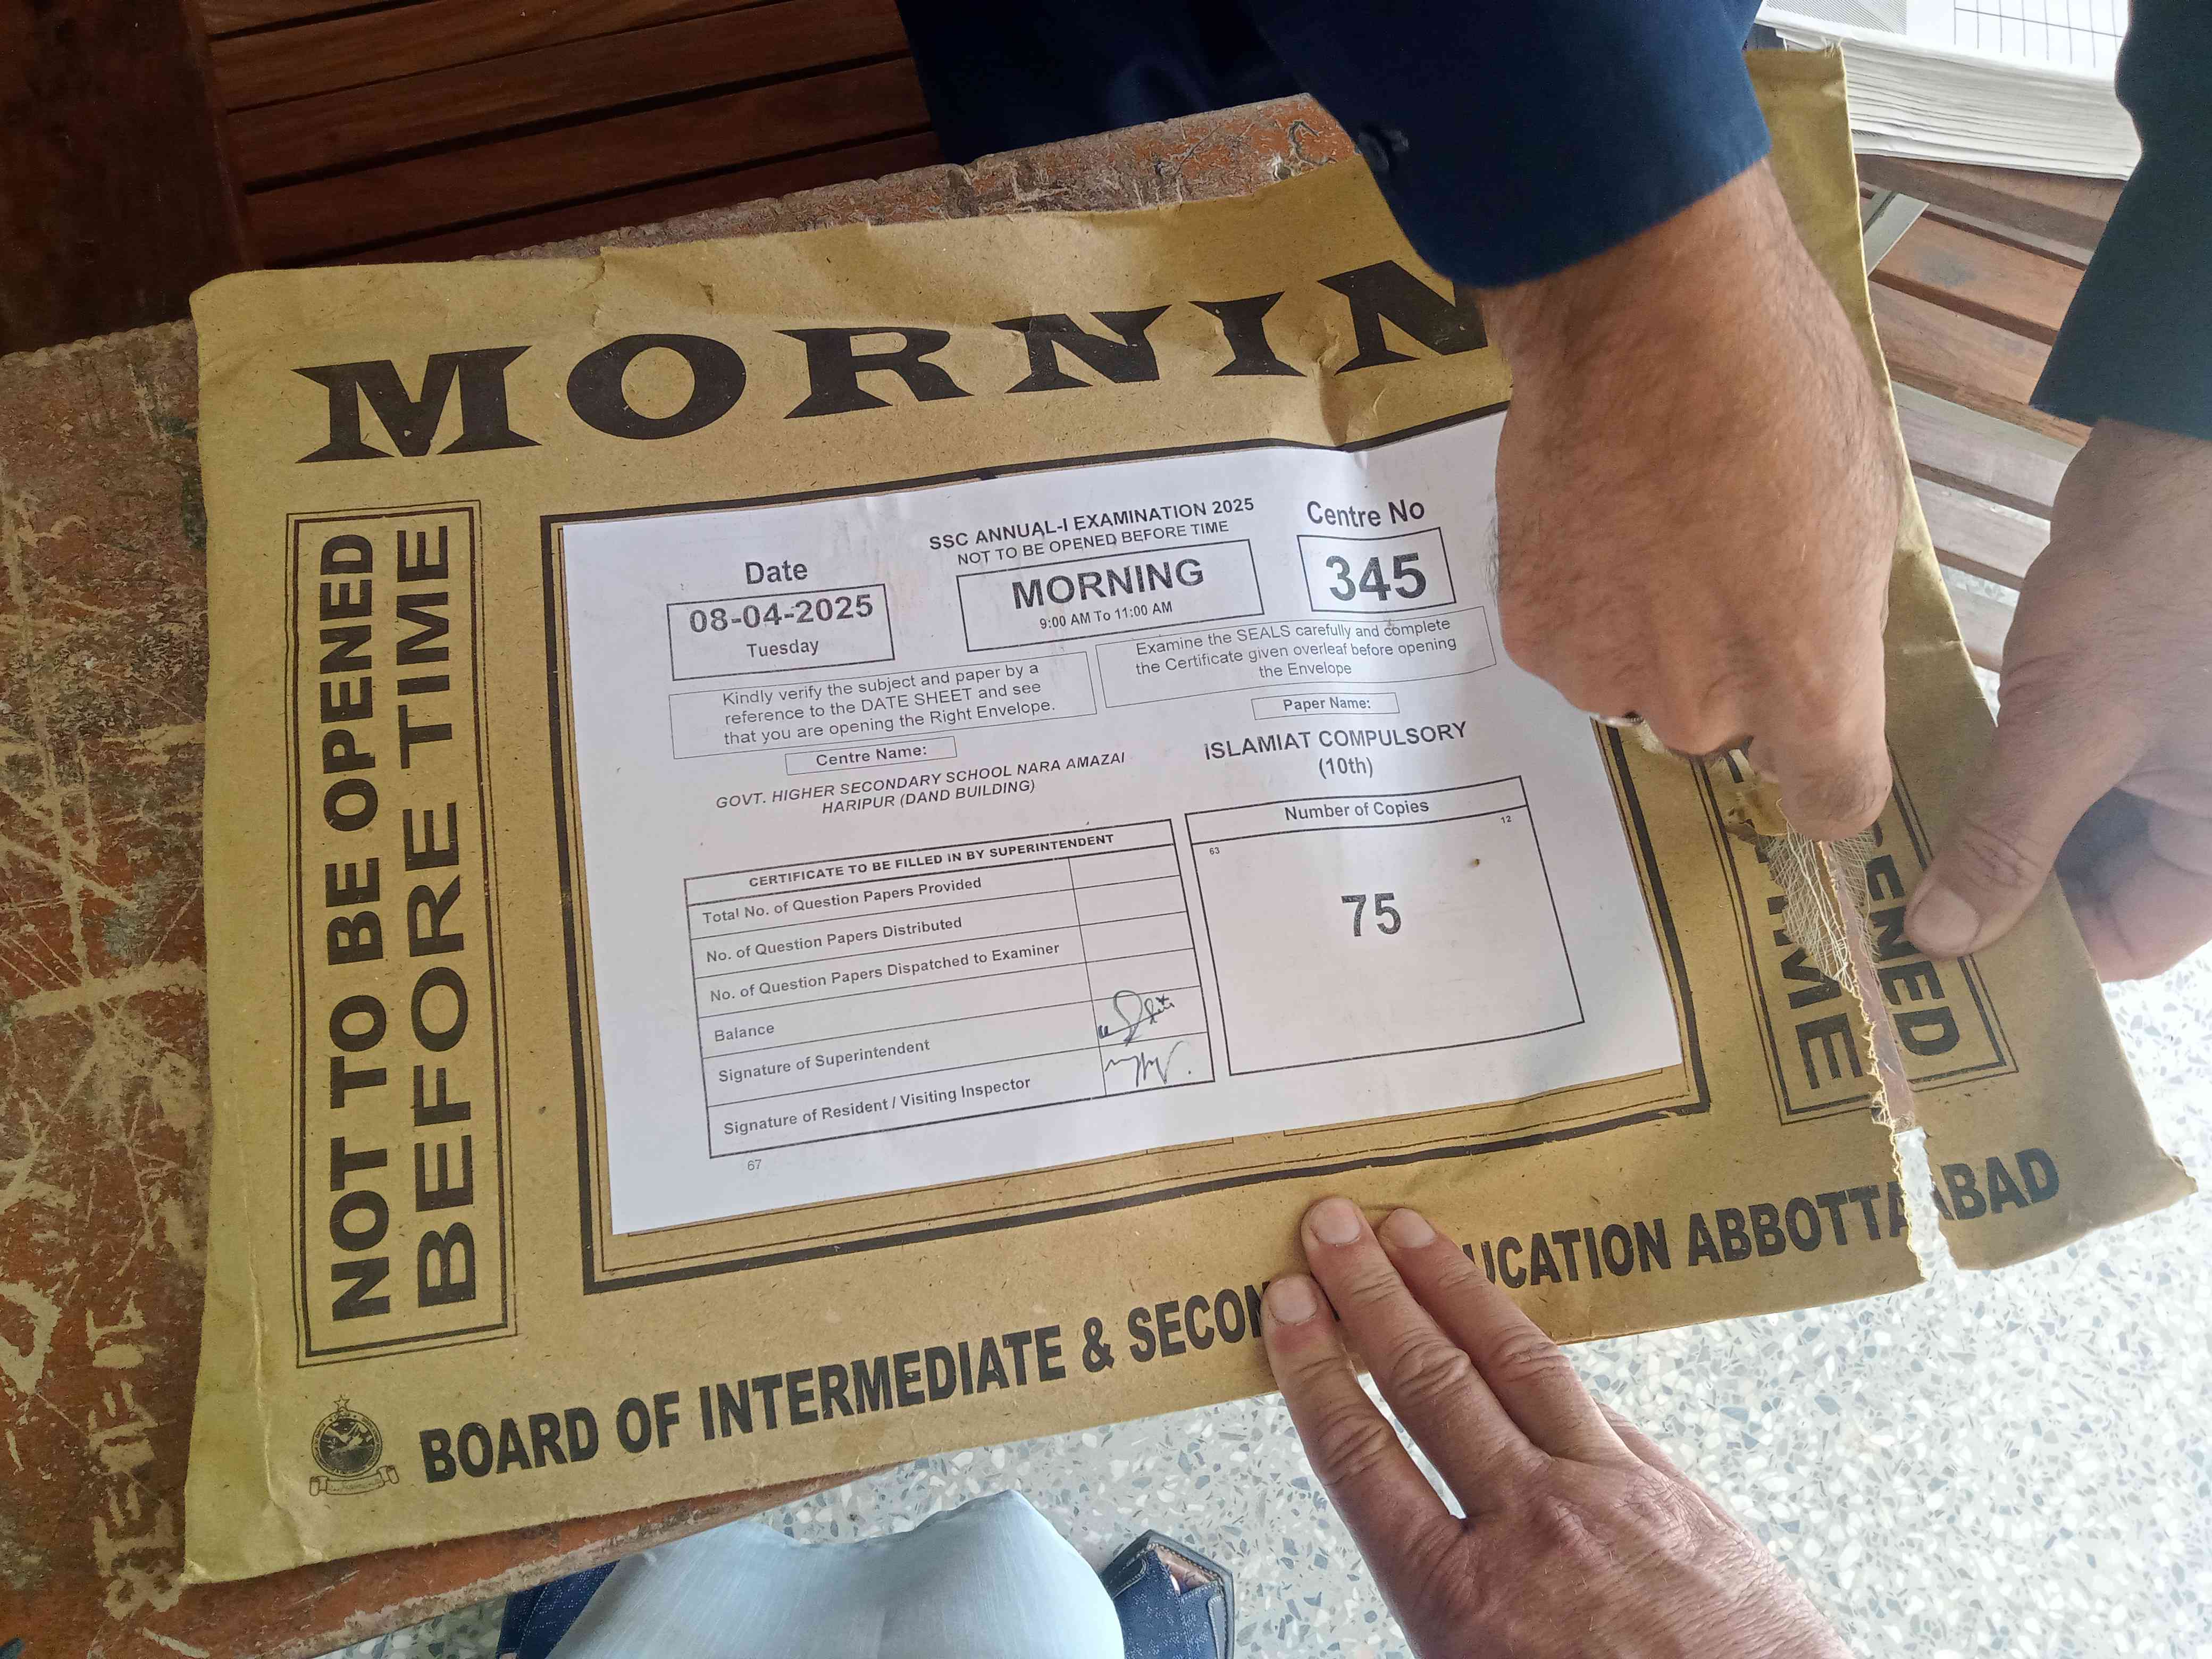 MORNIN
NOT TO BE OPENED
BEFORE TIME
SSC ANNUAL-I EXAMINATION 2025
NOT TO BE OPENED BEFORE TIME
Date
08-04-2025
Tuesday
MORNING
9:00 AM To 11:00 AM
Centre No
345
Kindly verify the subject and paper by a
reference to the DATE SHEET and see
that you are opening the Right Envelope.
Examine the SEALS carefully and complete
the Certificate given overleaf before opening
the Envelope
Centre Name:
GOVT. HIGHER SECONDARY SCHOOL NARA AMAZAI
HARIPUR (DAND BUILDING)
Paper Name:
ISLAMIAT COMPULSORY
(10th)
CERTIFICATE TO BE FILLED IN BY SUPERINTENDENT
Total No. of Question Papers Provided
No. of Question Papers Distributed
No. of Question Papers Dispatched to Examiner
Balance
Signature of Superintendent
Signature of Resident / Visiting Inspector
67
Number of Copies
63
12
75
PENED
TIME
BOARD OF INTERMEDIATE & SECON UCATION ABBOTTABAD